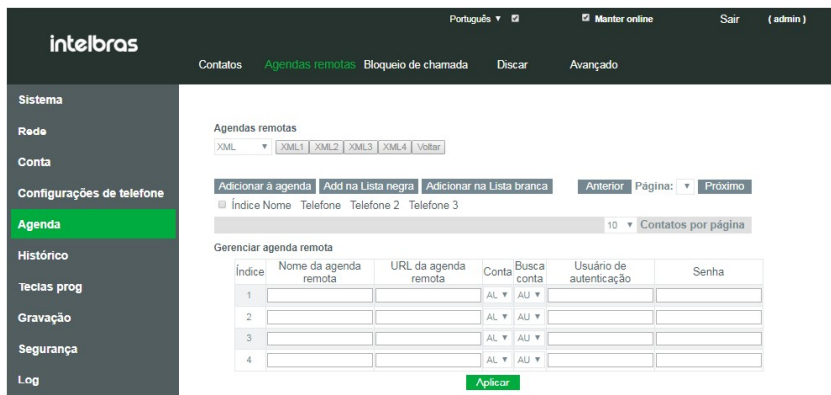 Português Manter online Sair ( admin )
intelbras
Contatos Agendas remotas Bloqueio de chamada Discar Avançado
Sistema
Rede
Conta
Configurações de telefone
Agenda
Histórico
Teclas prog
Gravação
Segurança
Log
Agendas remotas
XML XML1 XML2 XML3 XML4 Voltar
Adicionar à agenda Add na Lista negra Adicionar na Lista branca Anterior Página: Próximo
Índice Nome Telefone Telefone 2 Telefone 3
10 Contatos por página
Gerenciar agenda remota
Índice Nome da agenda remota URL da agenda remota Conta Busca conta Usuário de autenticação Senha
1 AU AU
2 AU AU
3 AU AU
4 AU AU
Aplicar